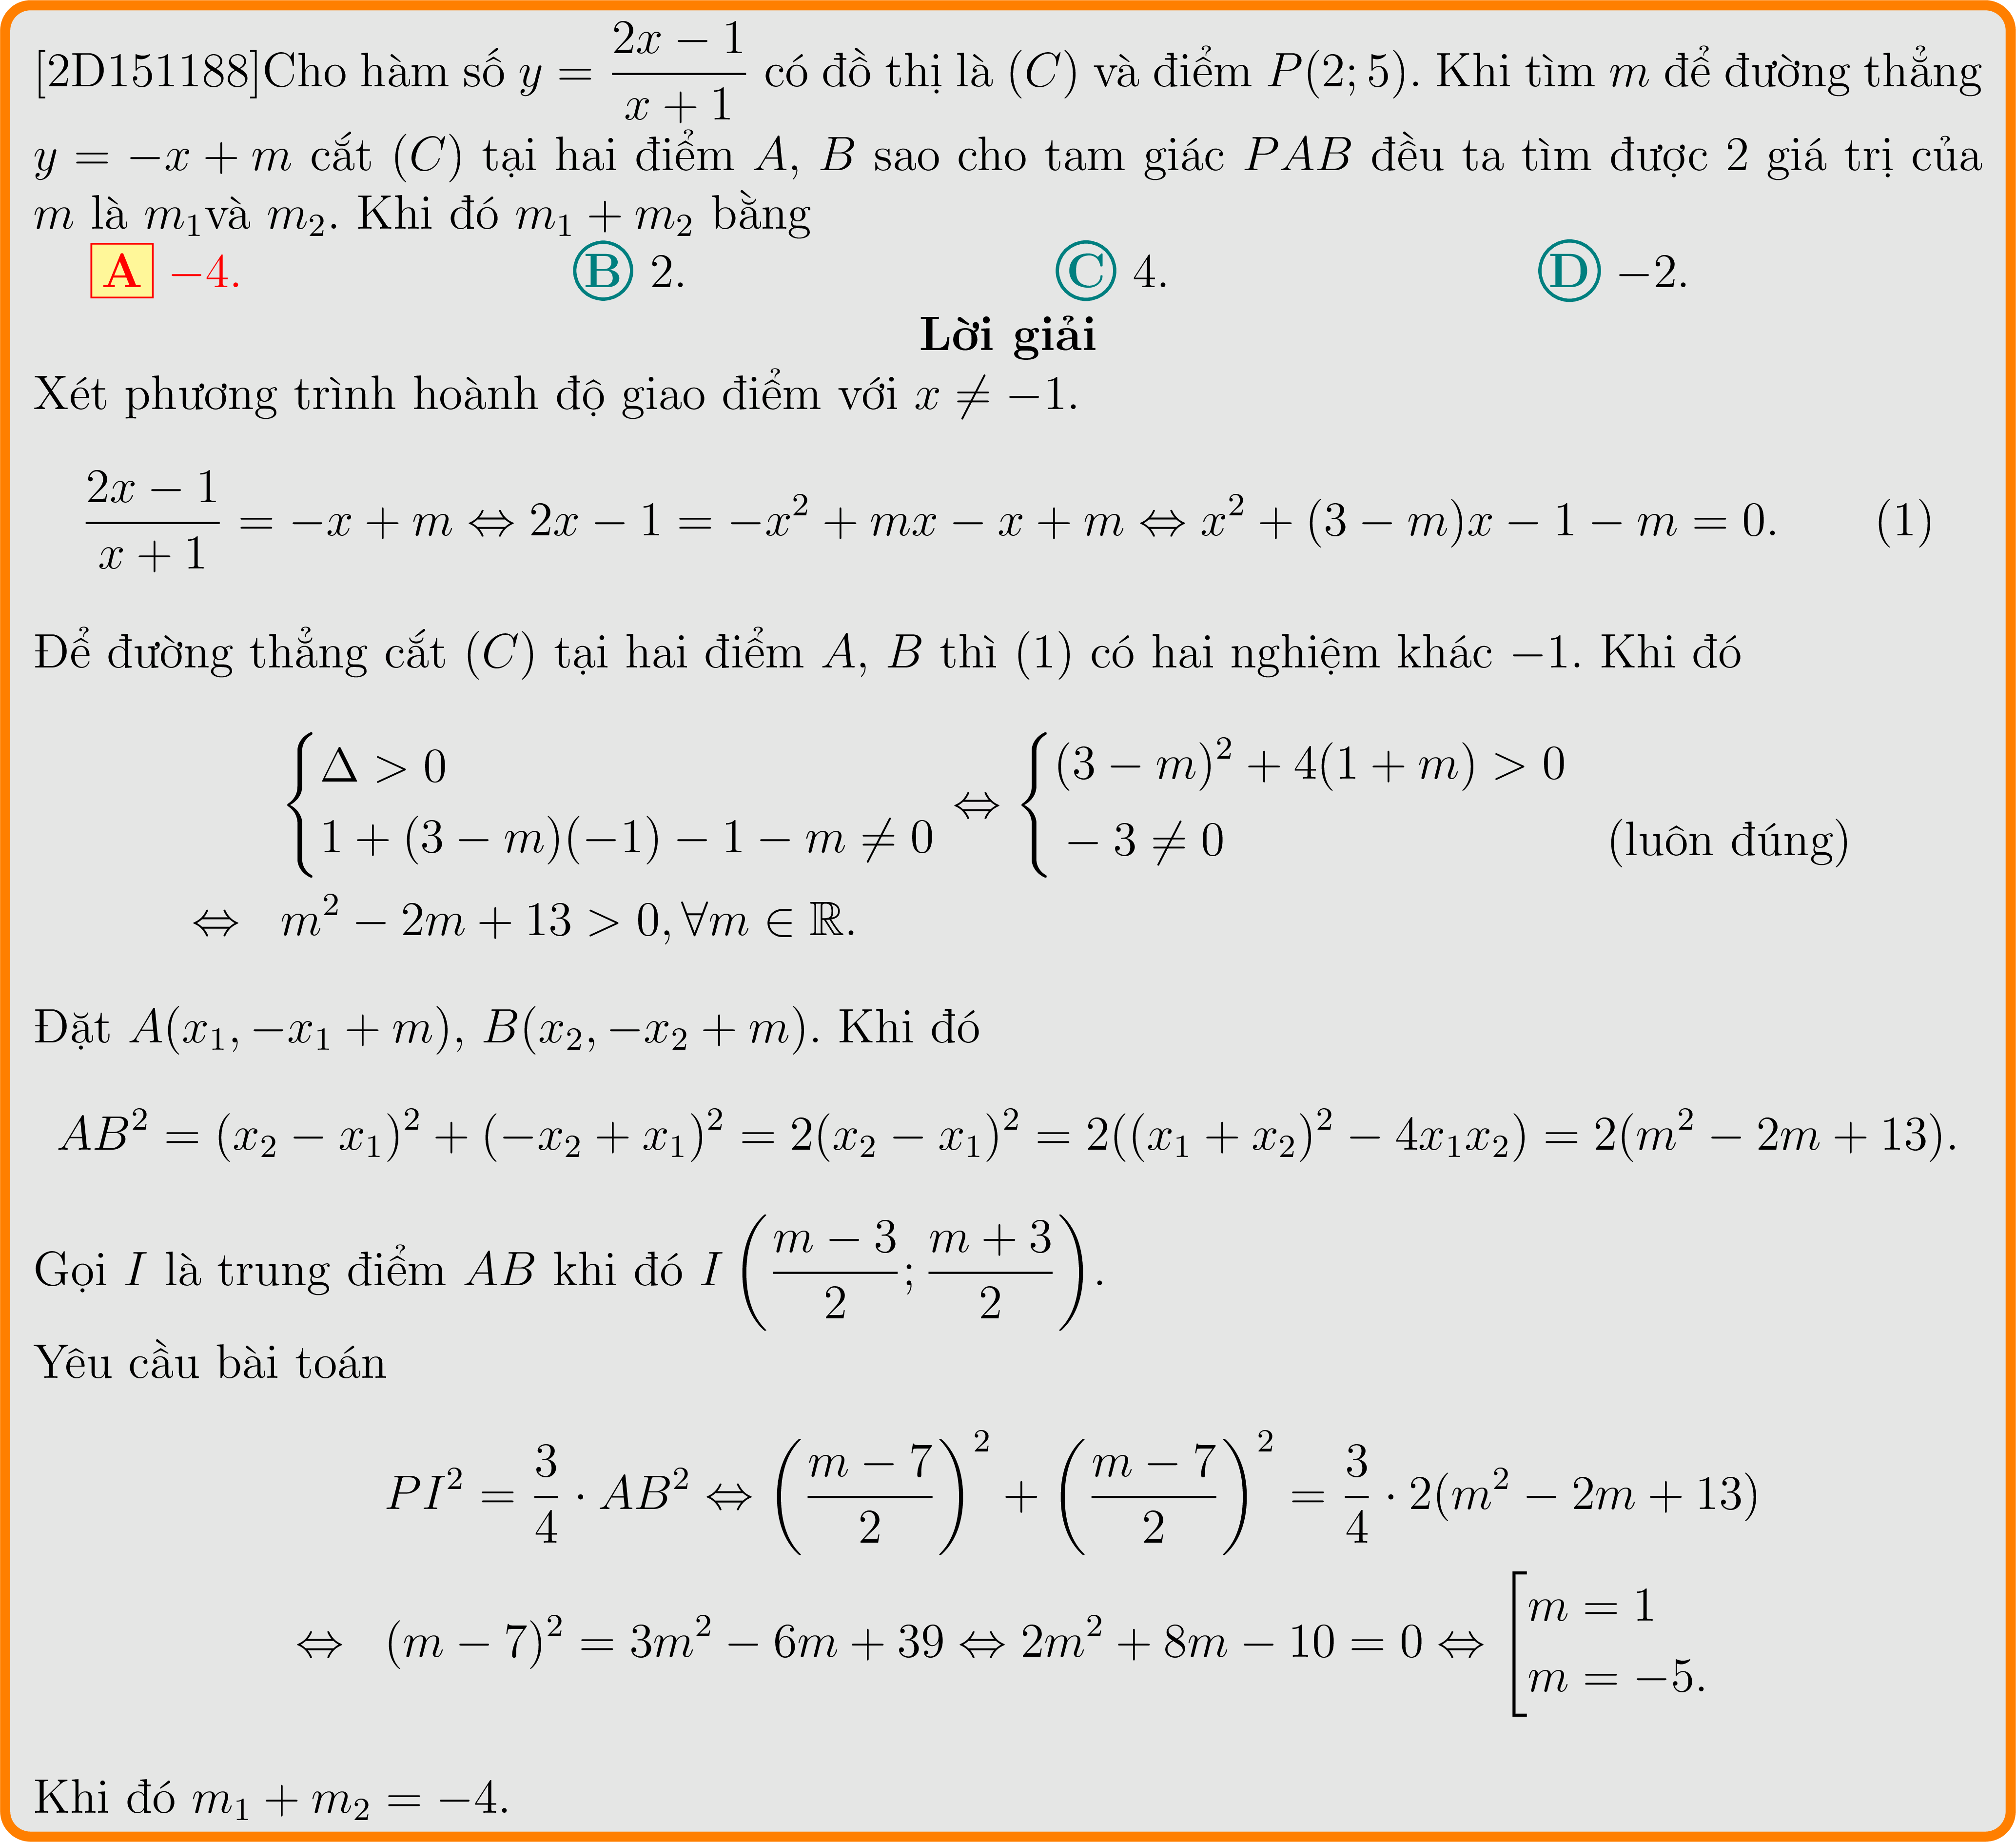 [2D151188]Cho hàm số $y = \dfrac{2x-1}{x+1}$ có đồ thị là $(C)$ và điểm $P(2;5)$. Khi tìm $m$ để đường thẳng
$y = -x + m$ cắt $(C)$ tại hai điểm $A$, $B$ sao cho tam giác $PAB$ đều ta tìm được 2 giá trị của
$m$ là $m_1$và $m_2$. Khi đó $m_1 + m_2$ bằng
A $-4$. B 2. C 4. D $-2$.
Lời giải
Xét phương trình hoành độ giao điểm với $x \neq -1$.
$\dfrac{2x-1}{x+1} = -x + m \Leftrightarrow 2x - 1 = -x^2 + mx - x + m \Leftrightarrow x^2 + (3-m)x - 1 - m = 0. \quad (1)$
Để đường thẳng cắt $(C)$ tại hai điểm $A$, $B$ thì (1) có hai nghiệm khác $-1$. Khi đó
$\begin{cases} \Delta > 0 \\ 1 + (3-m)(-1) - 1 - m \neq 0 \end{cases} \Leftrightarrow \begin{cases} (3-m)^2 + 4(1+m) > 0 \\ -3 \neq 0 \quad \text{(luôn đúng)} \end{cases}$
$\Leftrightarrow m^2 - 2m + 13 > 0, \forall m \in \mathbb{R}.$
Đặt $A(x_1, -x_1 + m)$, $B(x_2, -x_2 + m)$. Khi đó
$AB^2 = (x_2 - x_1)^2 + (-x_2 + x_1)^2 = 2(x_2 - x_1)^2 = 2((x_1 + x_2)^2 - 4x_1x_2) = 2(m^2 - 2m + 13).$
Gọi $I$ là trung điểm $AB$ khi đó $I\left(\dfrac{m-3}{2}; \dfrac{m+3}{2}\right)$.
Yêu cầu bài toán
$PI^2 = \dfrac{3}{4} \cdot AB^2 \Leftrightarrow \left(\dfrac{m-7}{2}\right)^2 + \left(\dfrac{m-7}{2}\right)^2 = \dfrac{3}{4} \cdot 2(m^2 - 2m + 13)$
$\Leftrightarrow (m-7)^2 = 3m^2 - 6m + 39 \Leftrightarrow 2m^2 + 8m - 10 = 0 \Leftrightarrow \left[\begin{array}{l} m = 1 \\ m = -5. \end{array}\right.$
Khi đó $m_1 + m_2 = -4$.